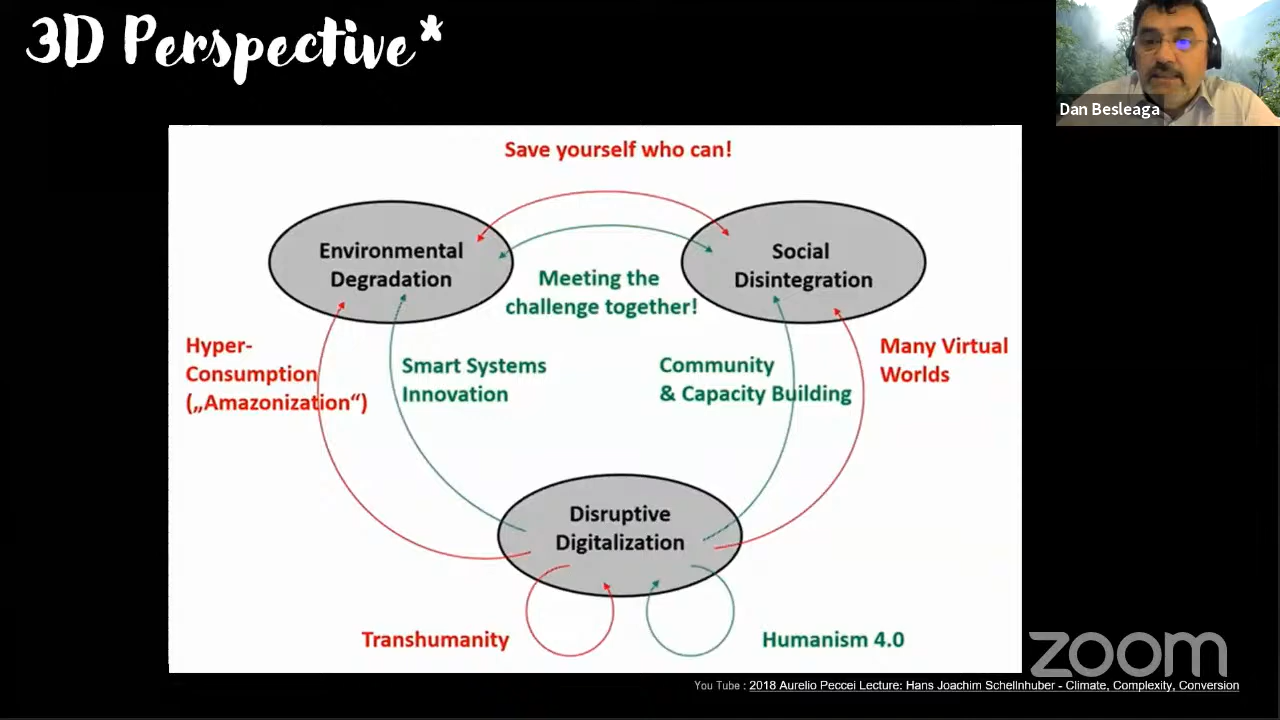 3D Perspective*
Dan Besleaga
Save yourself who can!
Environmental
Degradation
Social
Disintegration
Meeting the
challenge together!
Hyper-
Consumption
(„Amazonization“)
Smart Systems
Innovation
Community
& Capacity Building
Many Virtual
Worlds
Disruptive
Digitalization
Transhumanity
Humanism 4.0
zoom
You Tube : 2018 Aurelio Peccei Lecture: Hans Joachim Schellnhuber - Climate, Complexity, Conversion